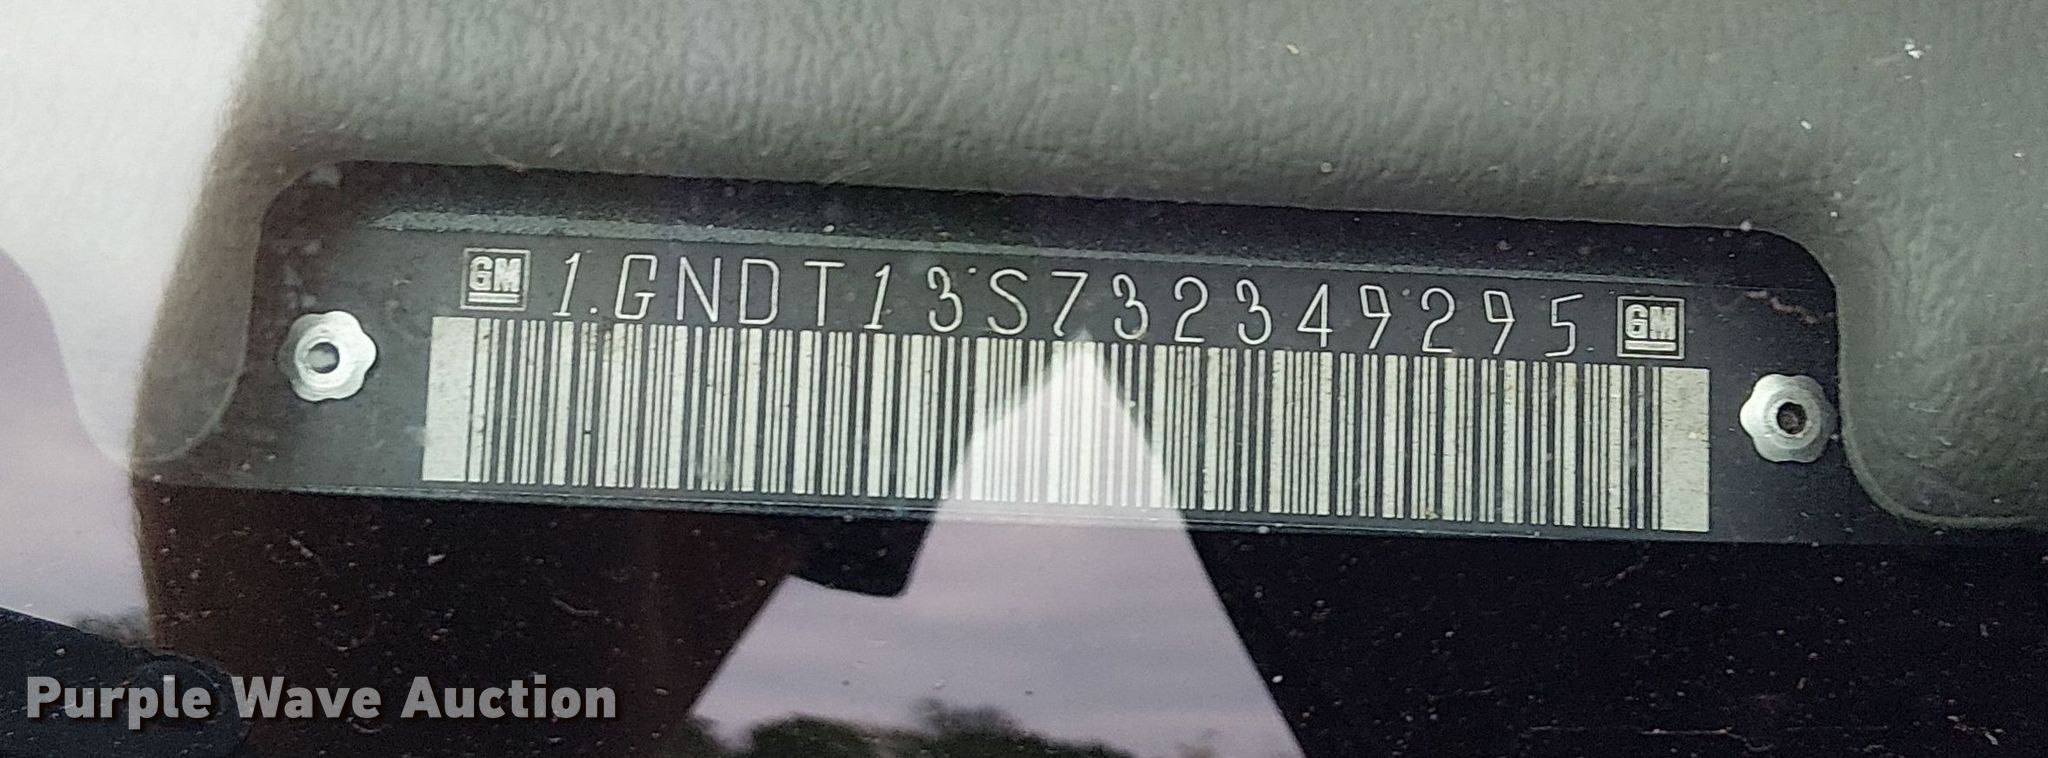 GM 1GNDT13S732349295 GM
Purple Wave Auction